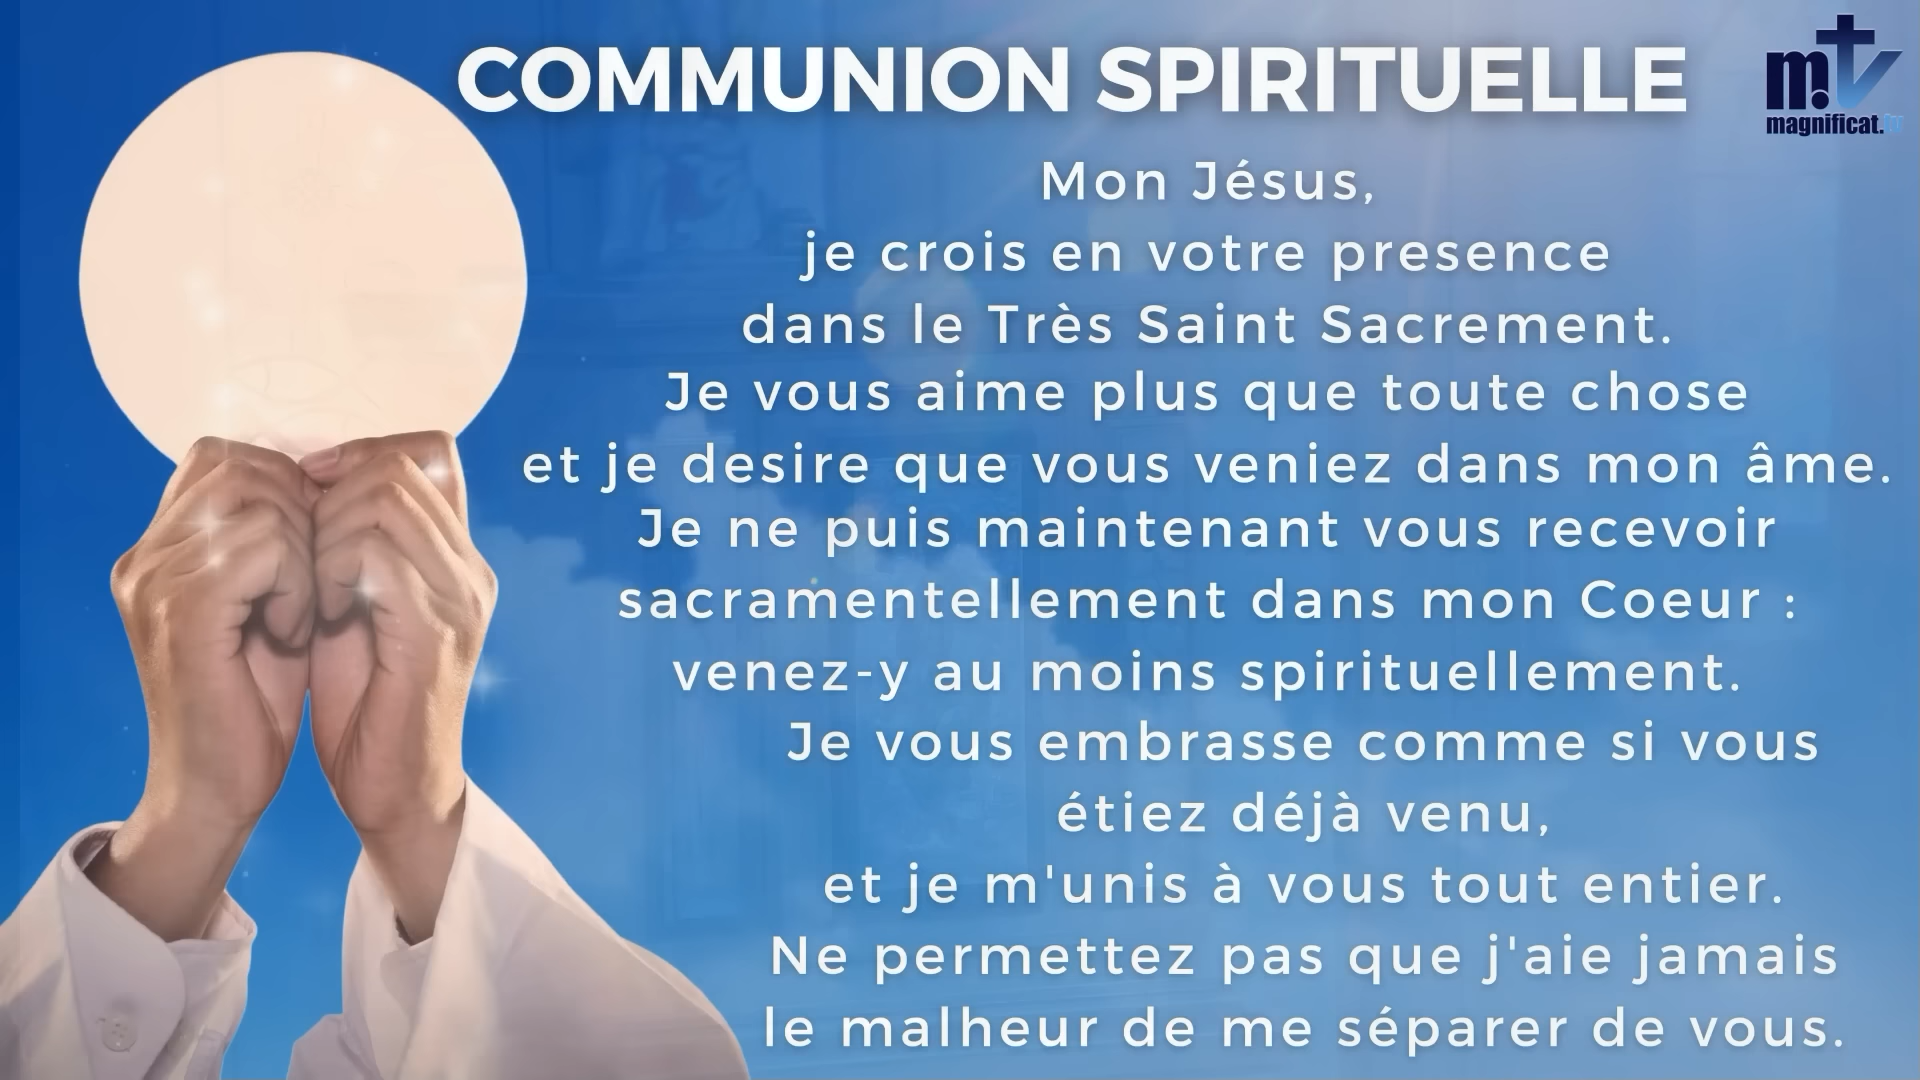 COMMUNION SPIRITUELLE
mtv
magnificat.tv
Mon Jésus,
je crois en votre presence
dans le Très Saint Sacrement.
Je vous aime plus que toute chose
et je desire que vous veniez dans mon âme.
Je ne puis maintenant vous recevoir
sacramentellement dans mon Coeur :
venez-y au moins spirituellement.
Je vous embrasse comme si vous
étiez déjà venu,
et je m'unis à vous tout entier.
Ne permettez pas que j'aie jamais
le malheur de me séparer de vous.